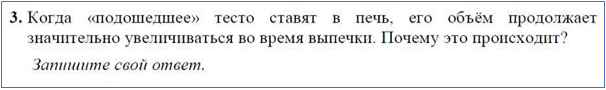 3. Когда «подошедшее» тесто ставят в печь, его объём продолжает
значительно увеличиваться во время выпечки. Почему это происходит?
Запишите свой ответ.